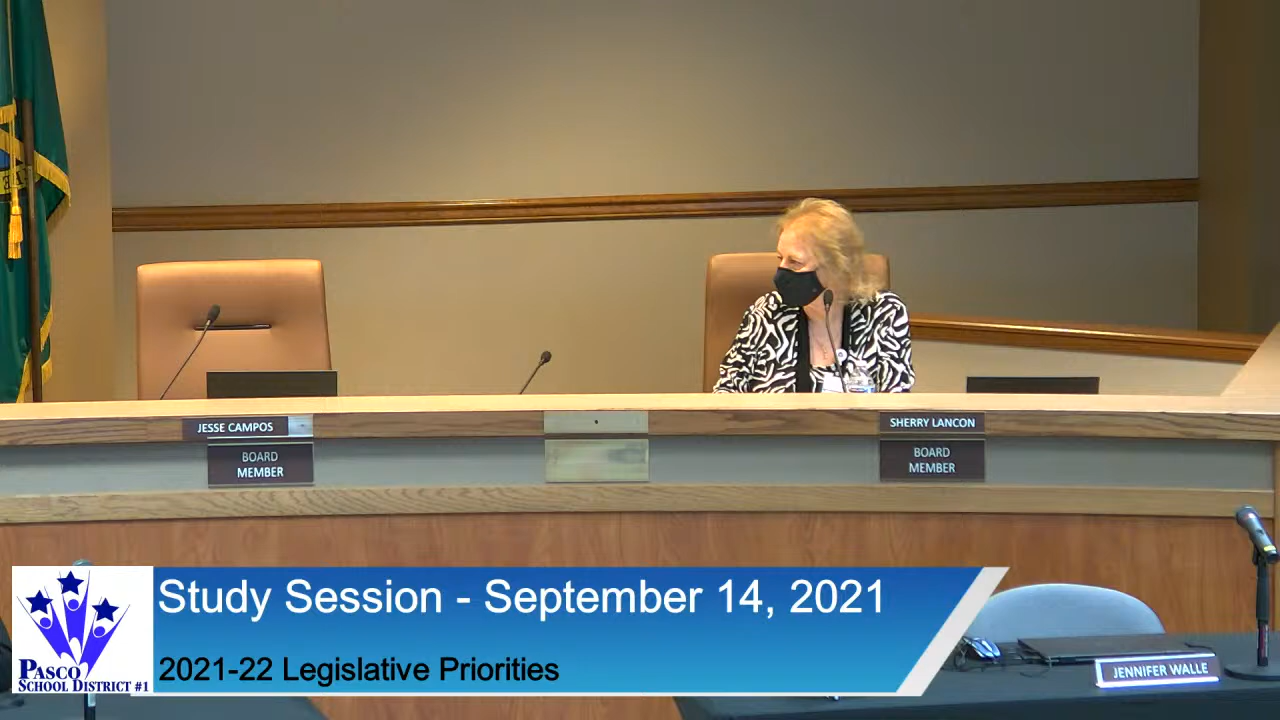 JESSE CAMPOS
BOARD
MEMBER
SHERRY LANCON
BOARD
MEMBER
Study Session - September 14, 2021
2021-22 Legislative Priorities
PASCO
SCHOOL DISTRICT #1
JENNIFER WALLE